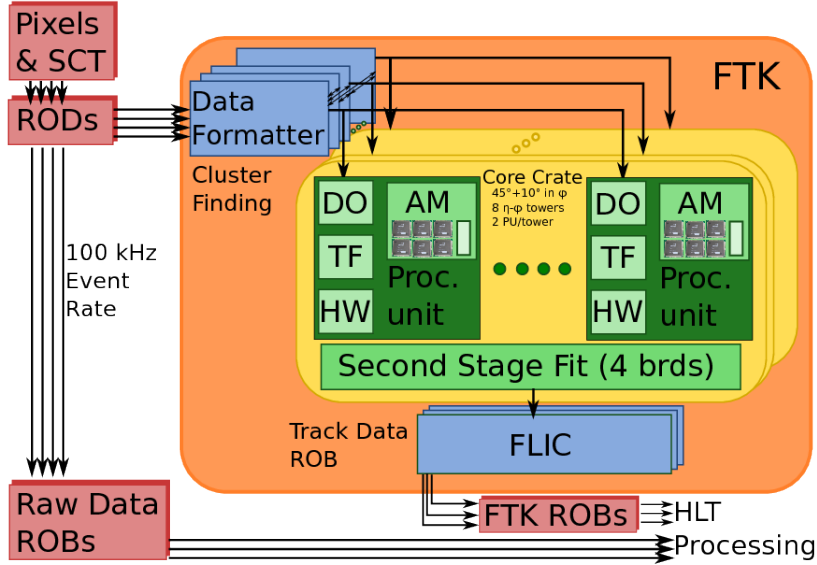 Pixels
& SCT
RODs
FTK
Data
Formatter
Cluster
Finding
Core Crate
45°+10° in φ
8 η-φ towers
2 PU/tower
DO
AM
TF
HW
Proc.
unit
DO
AM
TF
HW
Proc.
unit
100 kHz
Event
Rate
Second Stage Fit (4 brds)
Track Data
ROB
FLIC
Raw Data
ROBs
FTK ROBs
HLT
Processing